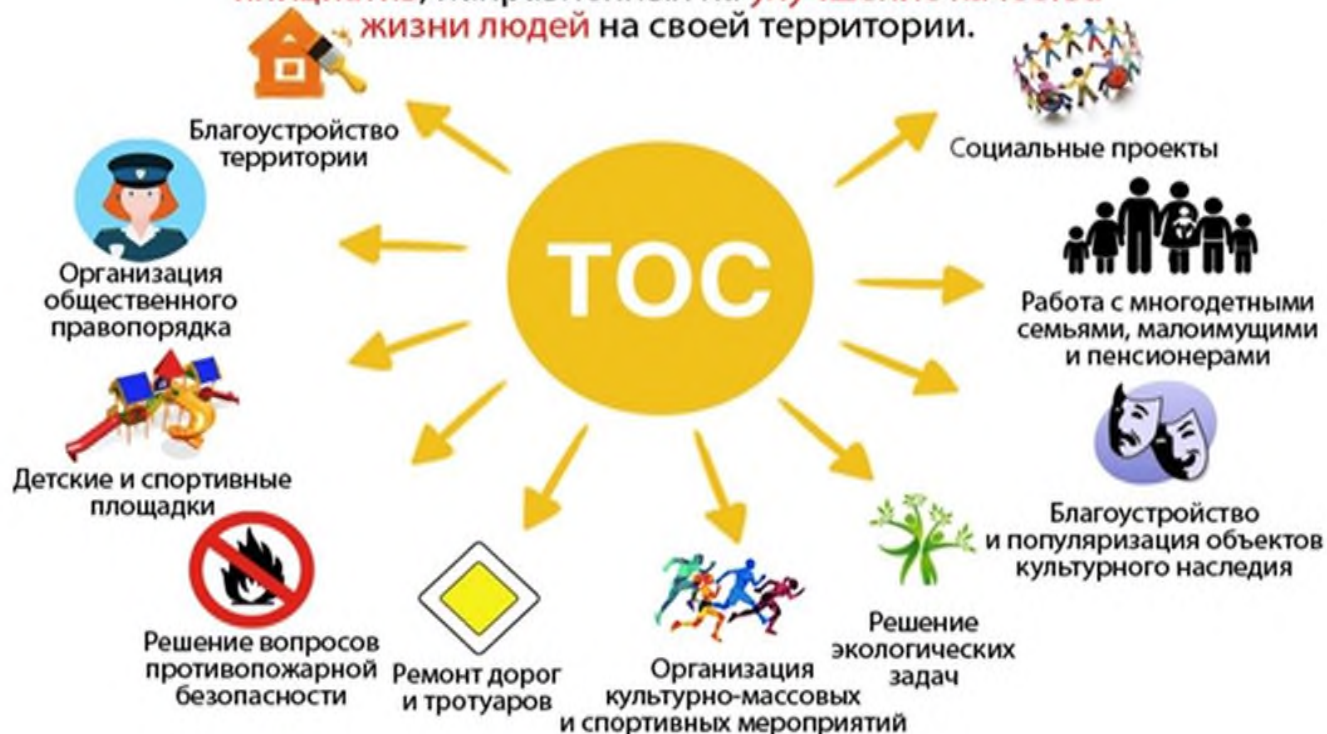 жизни людей на своей территории.
Благоустройство
территории
Социальные проекты
ТОС
Организация
общественного
правопорядка
Работа с многодетными
семьями, малоимущими
и пенсионерами
Детские и спортивные
площадки
Благоустройство
и популяризация объектов
культурного наследия
Решение вопросов
противопожарной
безопасности
Ремонт дорог
и тротуаров
Организация
культурно-массовых
и спортивных мероприятий
Решение
экологических
задач